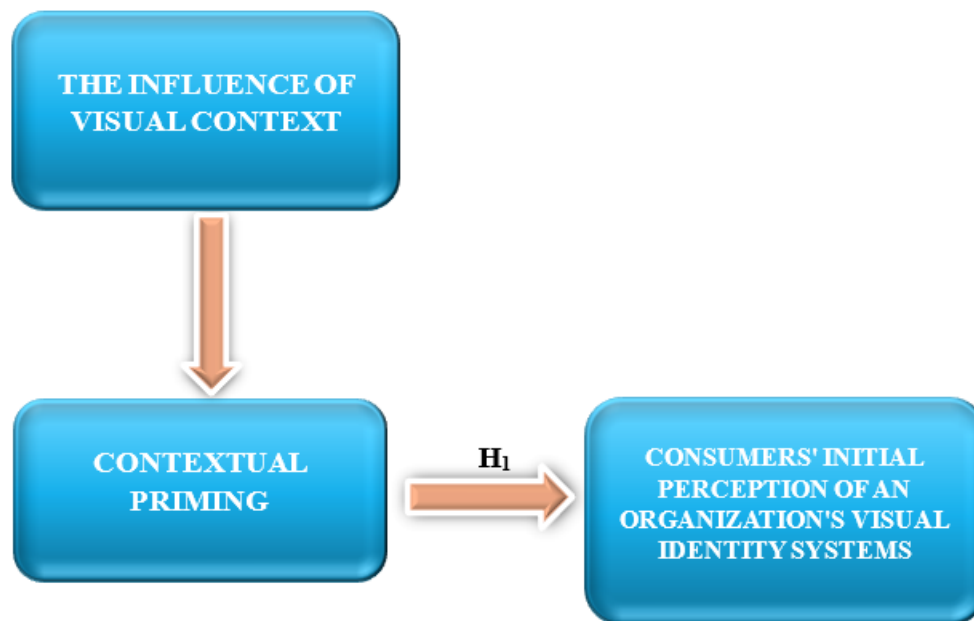 THE INFLUENCE OF
VISUAL CONTEXT
CONTEXTUAL
PRIMING
H₁
CONSUMERS' INITIAL
PERCEPTION OF AN
ORGANIZATION'S VISUAL
IDENTITY SYSTEMS